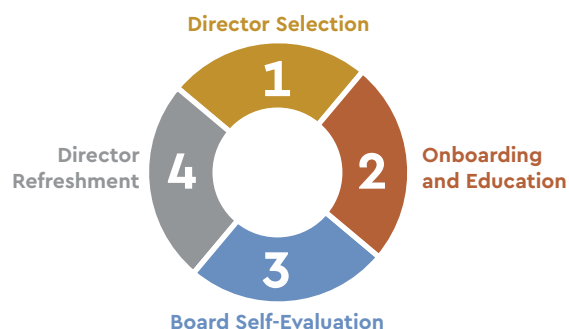 Director Selection
1
2
Onboarding
and Education
3
Board Self-Evaluation
4
Director
Refreshment